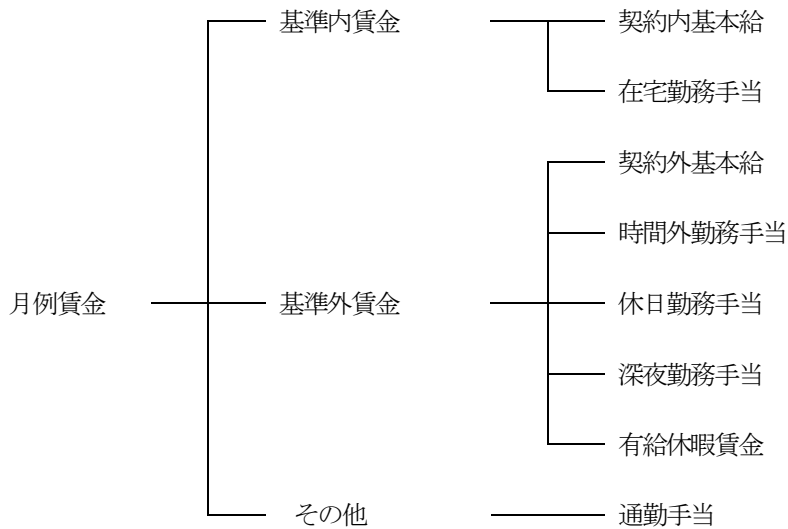 基準内賃金 契約内基本給
在宅勤務手当
契約外基本給
時間外勤務手当
月例賃金 基準外賃金 休日勤務手当
深夜勤務手当
有給休暇賃金
その他 通勤手当